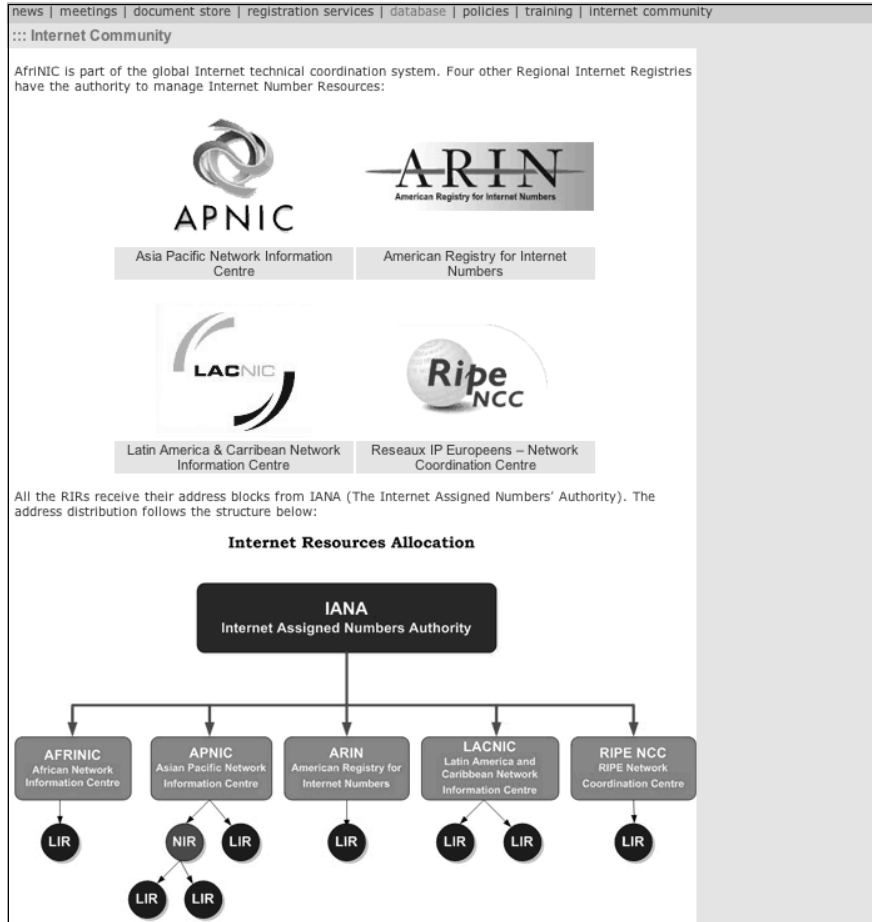 news | meetings | document store | registration services | database | policies | training | internet community
::: Internet Community
AfriNIC is part of the global Internet technical coordination system. Four other Regional Internet Registries
have the authority to manage Internet Number Resources:
APNIC
ARIN
American Registry for Internet Numbers
Asia Pacific Network Information
Centre
American Registry for Internet
Numbers
LACNIC
Ripe
NCC
Latin America & Carribean Network
Information Centre
Reseaux IP Europeens – Network
Coordination Centre
All the RIRs receive their address blocks from IANA (The Internet Assigned Numbers’ Authority). The
address distribution follows the structure below:
Internet Resources Allocation
IANA
Internet Assigned Numbers Authority
AFRINIC
African Network
Information Centre
APNIC
Asian Pacific Network
Information Centre
ARIN
American Registry for
Internet Numbers
LACNIC
Latin America and
Caribbean Network
Information Centre
RIPE NCC
RIPE Network
Coordination Centre
LIR
NIR
LIR
LIR
LIR
LIR
LIR
LIR
LIR